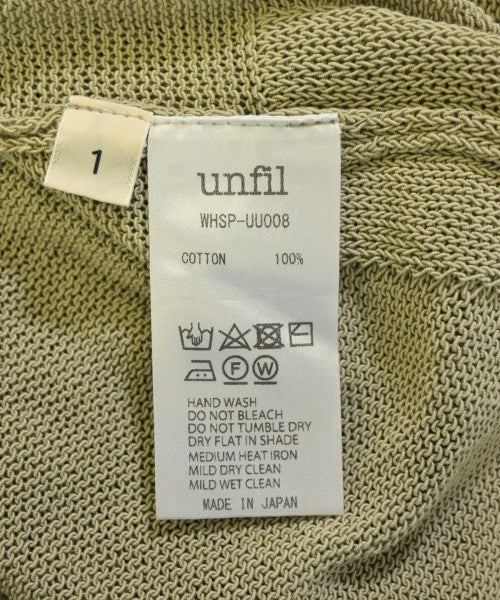 1
unfil
WHSP-UU008
COTTON 100%
F W
HAND WASH
DO NOT BLEACH
DO NOT TUMBLE DRY
DRY FLAT IN SHADE
MEDIUM HEAT IRON
MILD DRY CLEAN
MILD WET CLEAN
MADE IN JAPAN